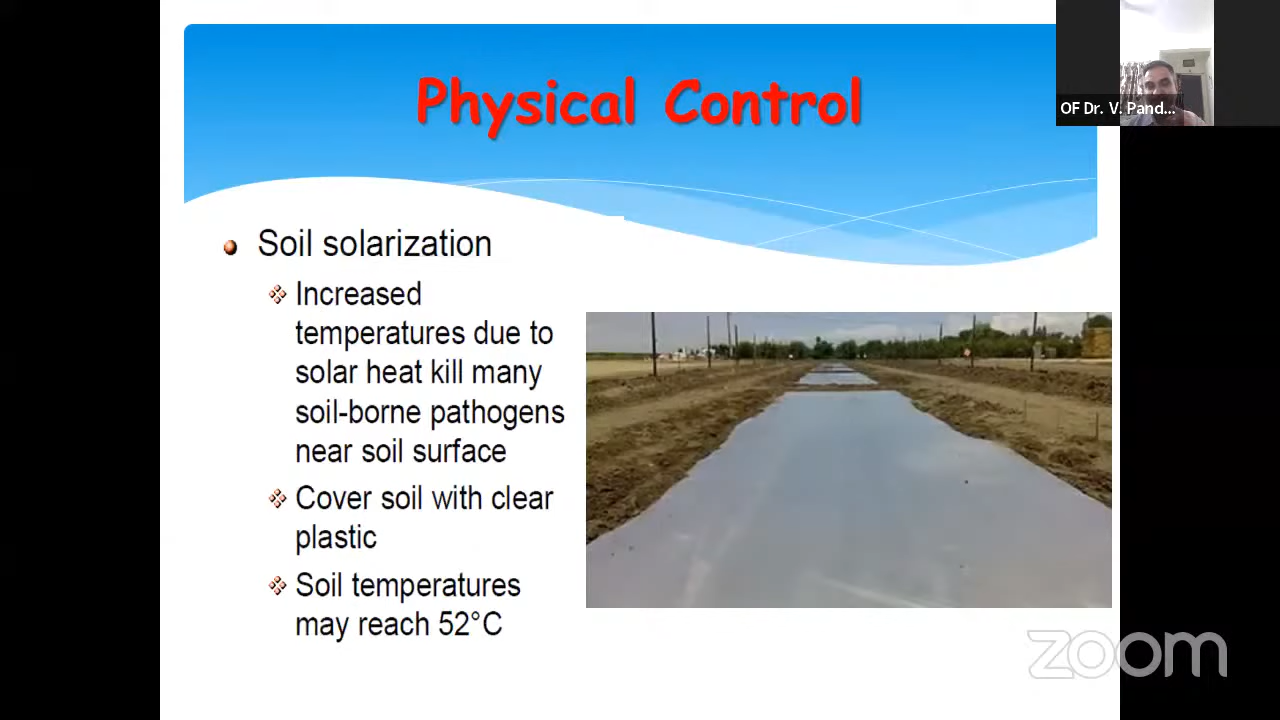 Physical Control
OF Dr. V. Pand...
Soil solarization
Increased
temperatures due to
solar heat kill many
soil-borne pathogens
near soil surface
Cover soil with clear
plastic
Soil temperatures
may reach 52°C
zoom